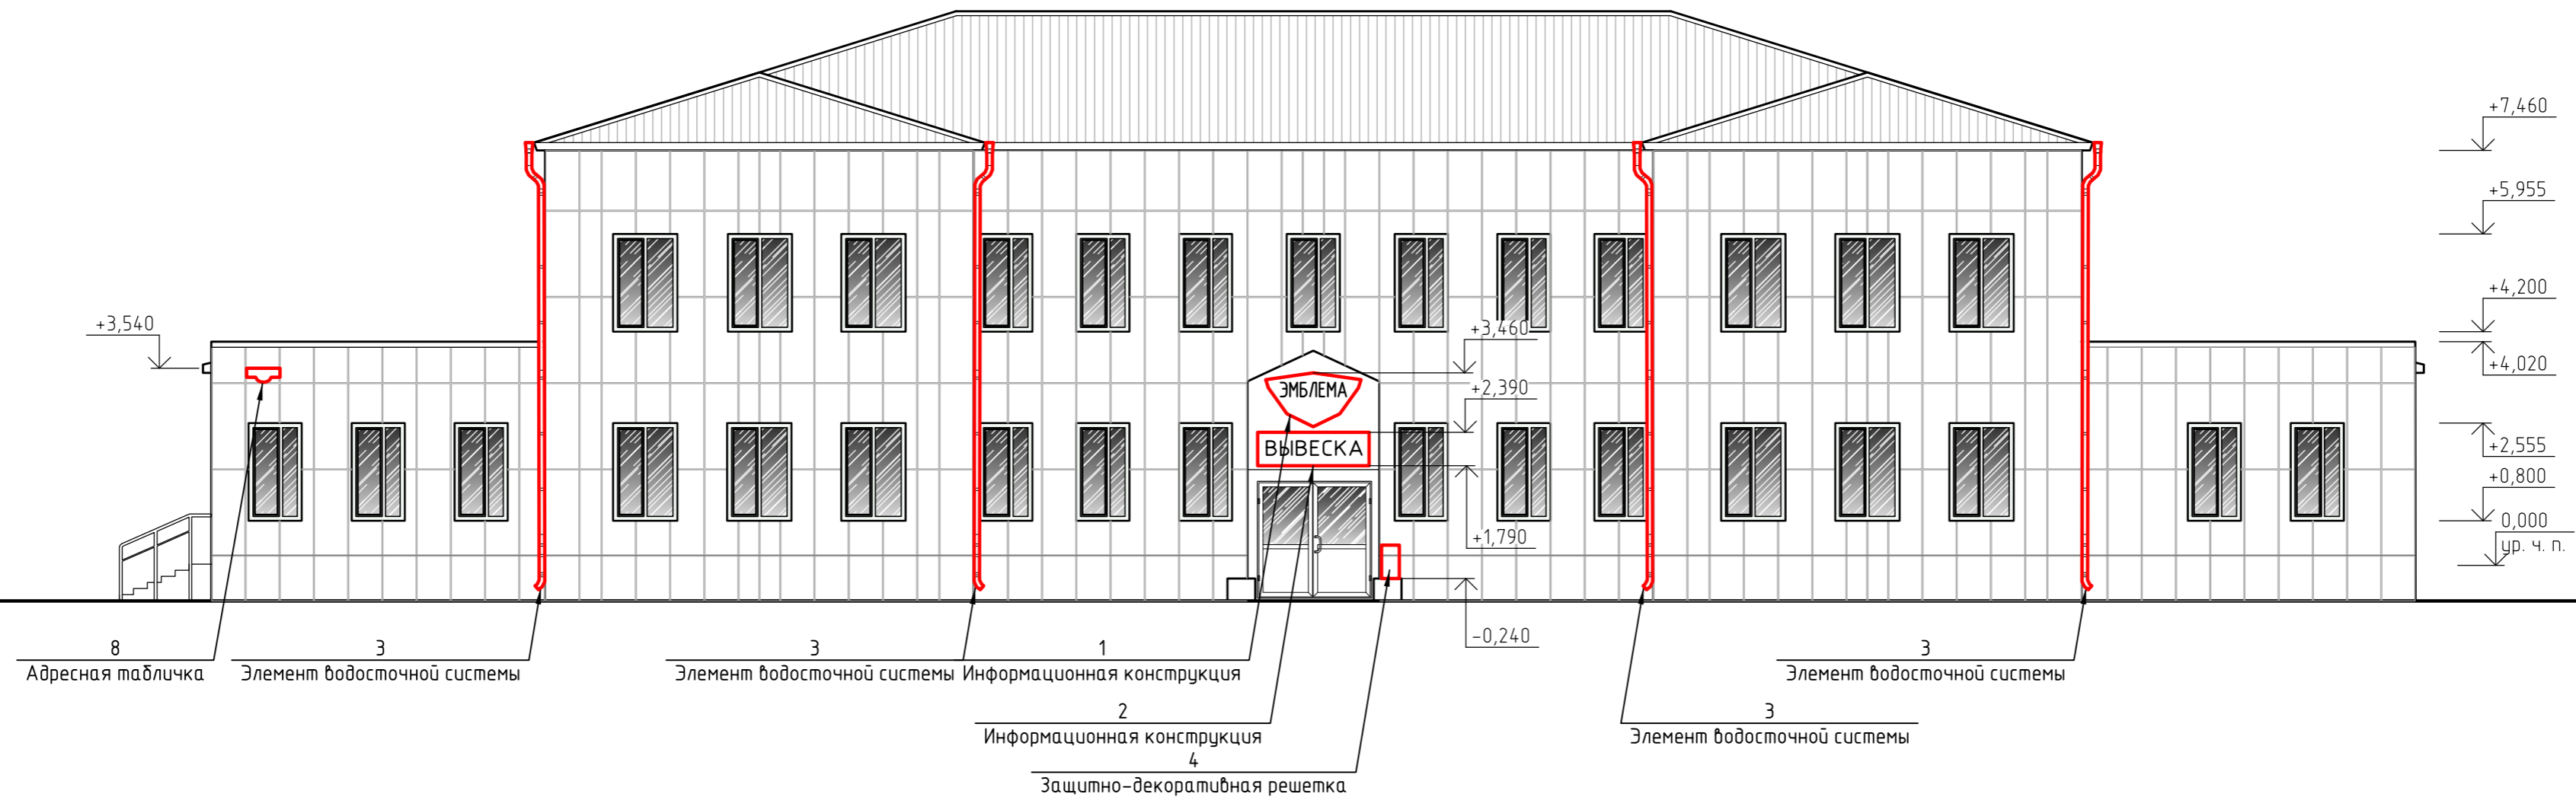 +7,460
+5,955
+4,200
+3,540
+3,460
+4,020
+2,390
ЭМБЛЕМА
+2,555
ВЫВЕСКА
+0,800
0,000
+1,790
ур. ч. п.
-0,240
8
Адресная табличка
3
Элемент водосточной системы
3
Элемент водосточной системы
1
Информационная конструкция
3
Элемент водосточной системы
2
Информационная конструкция
3
Элемент водосточной системы
4
Защитно-декоративная решетка